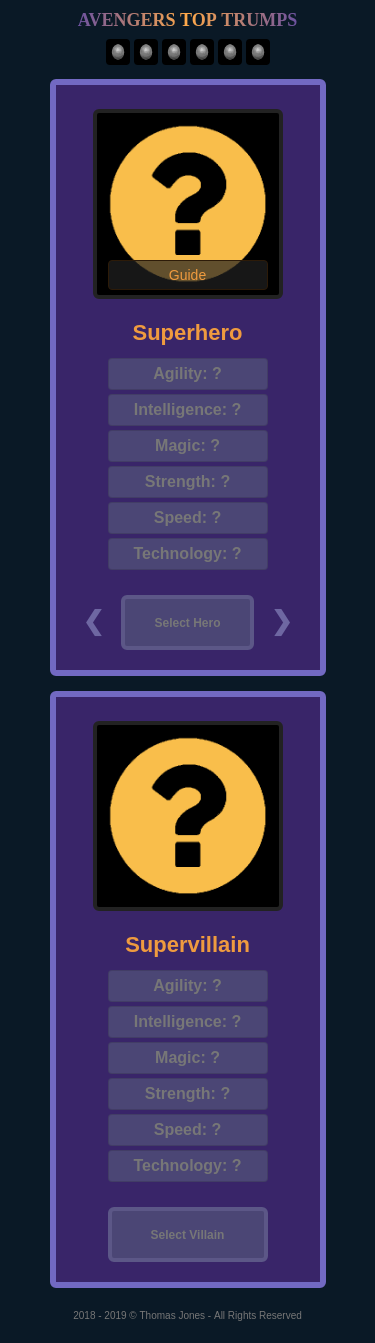 AVENGERS TOP TRUMPS
?
Guide
Superhero
Agility: ?
Intelligence: ?
Magic: ?
Strength: ?
Speed: ?
Technology: ?
❮ Select Hero ❯
?
Supervillain
Agility: ?
Intelligence: ?
Magic: ?
Strength: ?
Speed: ?
Technology: ?
Select Villain
2018 - 2019 © Thomas Jones - All Rights Reserved